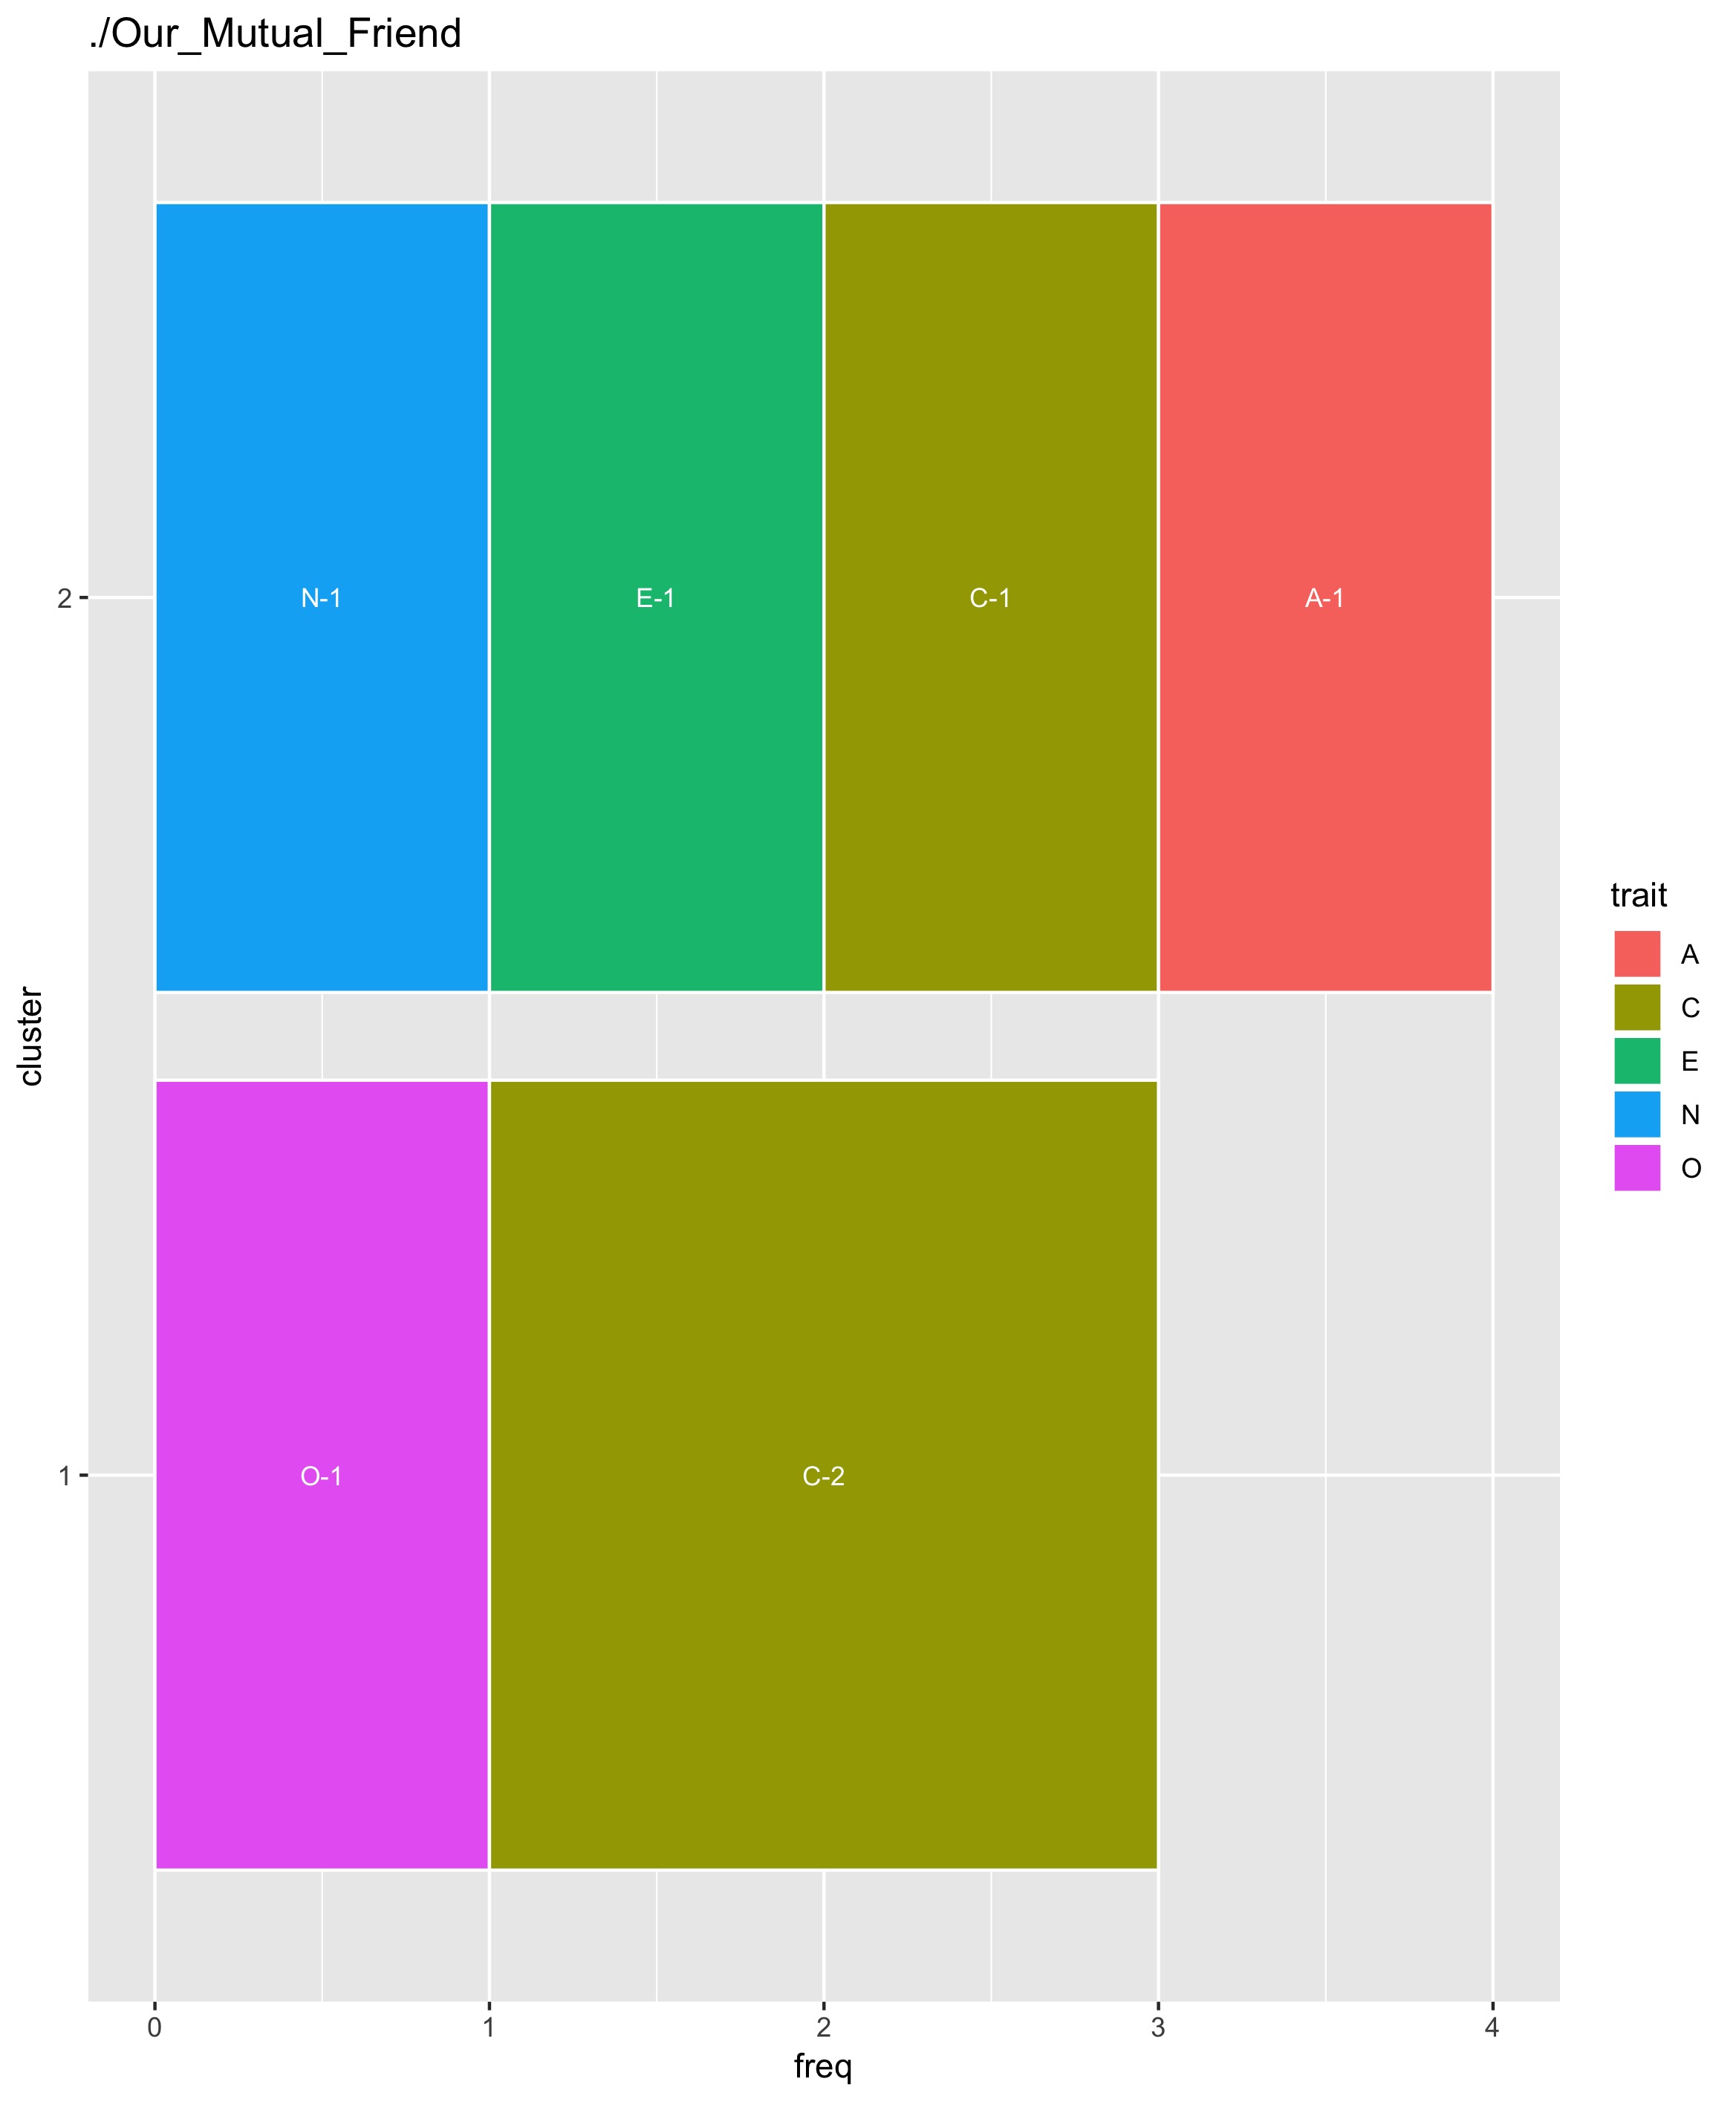 ./Our_Mutual_Friend
2
N-1
E-1
C-1
A-1
cluster
1
O-1
C-2
0
1
2
3
4
freq
trait
A
C
E
N
O